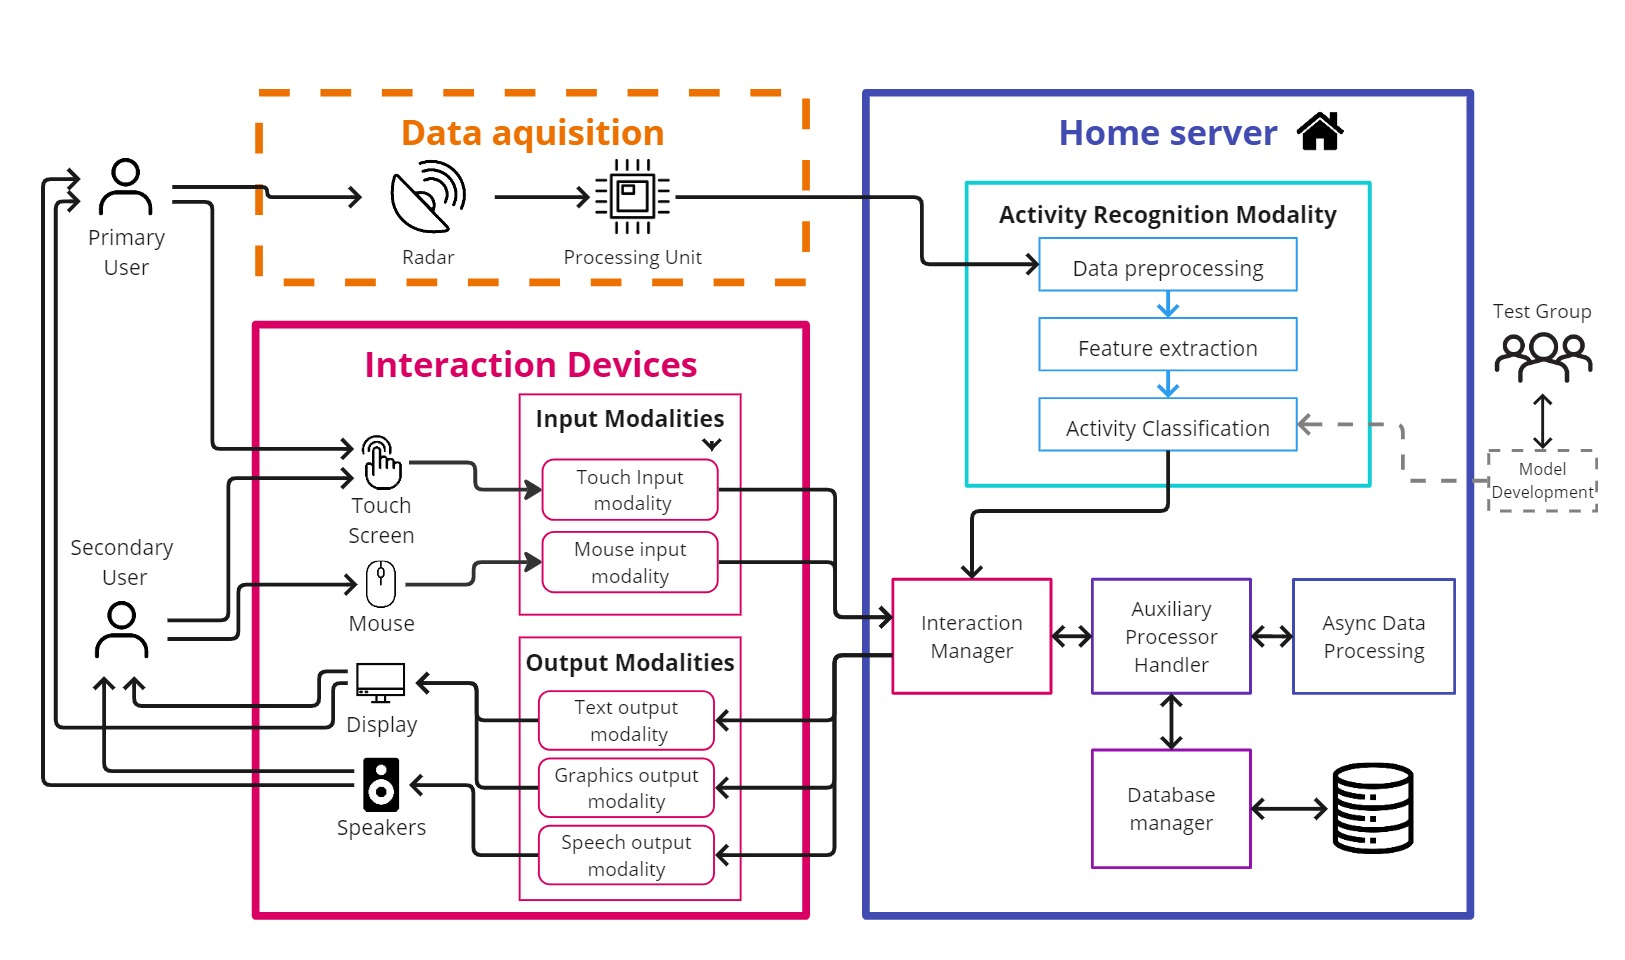 Data aquisition
Home server
Primary
User
Radar
Processing Unit
Activity Recognition Modality
Data preprocessing
Feature extraction
Activity Classification
Test Group
Model
Development
Interaction Devices
Input Modalities
Touch Input
modality
Mouse input
modality
Touch
Screen
Mouse
Secondary
User
Output Modalities
Text output
modality
Graphics output
modality
Speech output
modality
Display
Speakers
Interaction
Manager
Auxiliary
Processor
Handler
Async Data
Processing
Database
manager